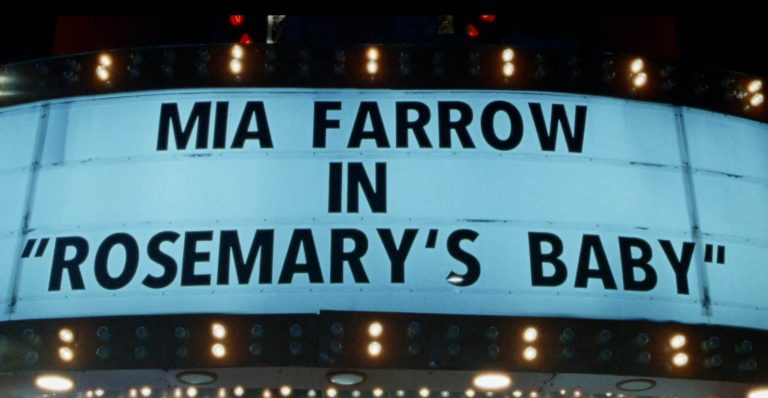 MIA FARROW
IN
"ROSEMARY'S BABY"